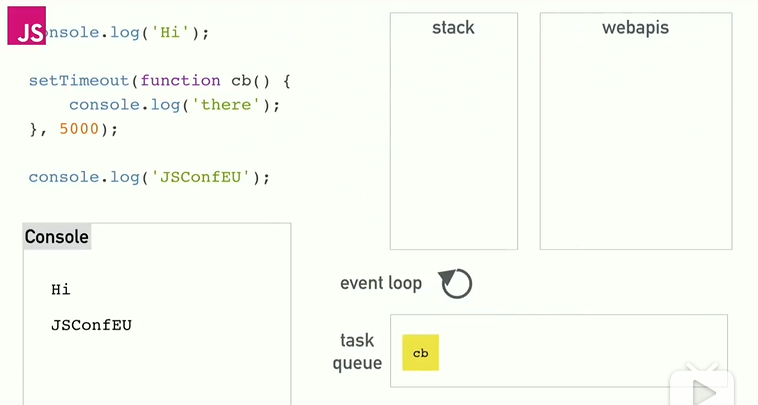 JS
console.log('Hi');
setTimeout(function cb() {
    console.log('there');
}, 5000);
console.log('JSConfEU');
stack
webapis
Console
Hi
JSConfEU
event loop
task
queue
cb